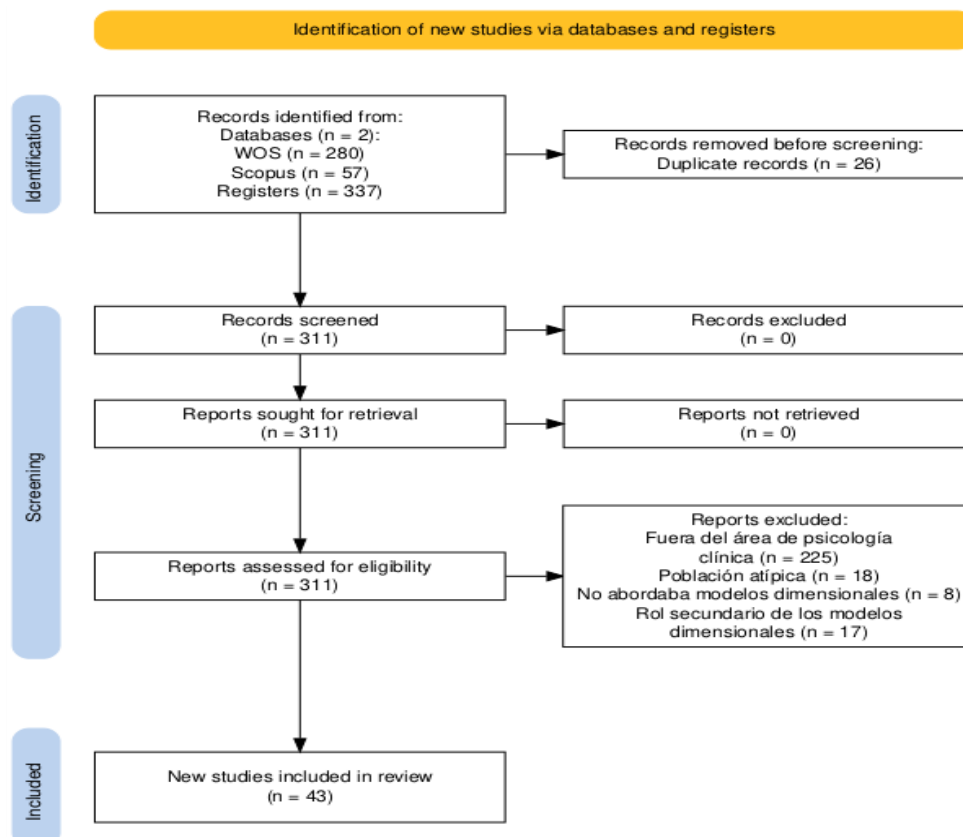 Identification of new studies via databases and registers
Identification
Records identified from:
Databases (n = 2):
WOS (n = 280)
Scopus (n = 57)
Registers (n = 337)
Records removed before screening:
Duplicate records (n = 26)
Screening
Records screened
(n = 311)
Records excluded
(n = 0)
Reports sought for retrieval
(n = 311)
Reports not retrieved
(n = 0)
Reports assessed for eligibility
(n = 311)
Reports excluded:
Fuera del área de psicología
clínica (n = 225)
Población atípica (n = 18)
No abordaba modelos dimensionales (n = 8)
Rol secundario de los modelos
dimensionales (n = 17)
Included
New studies included in review
(n = 43)